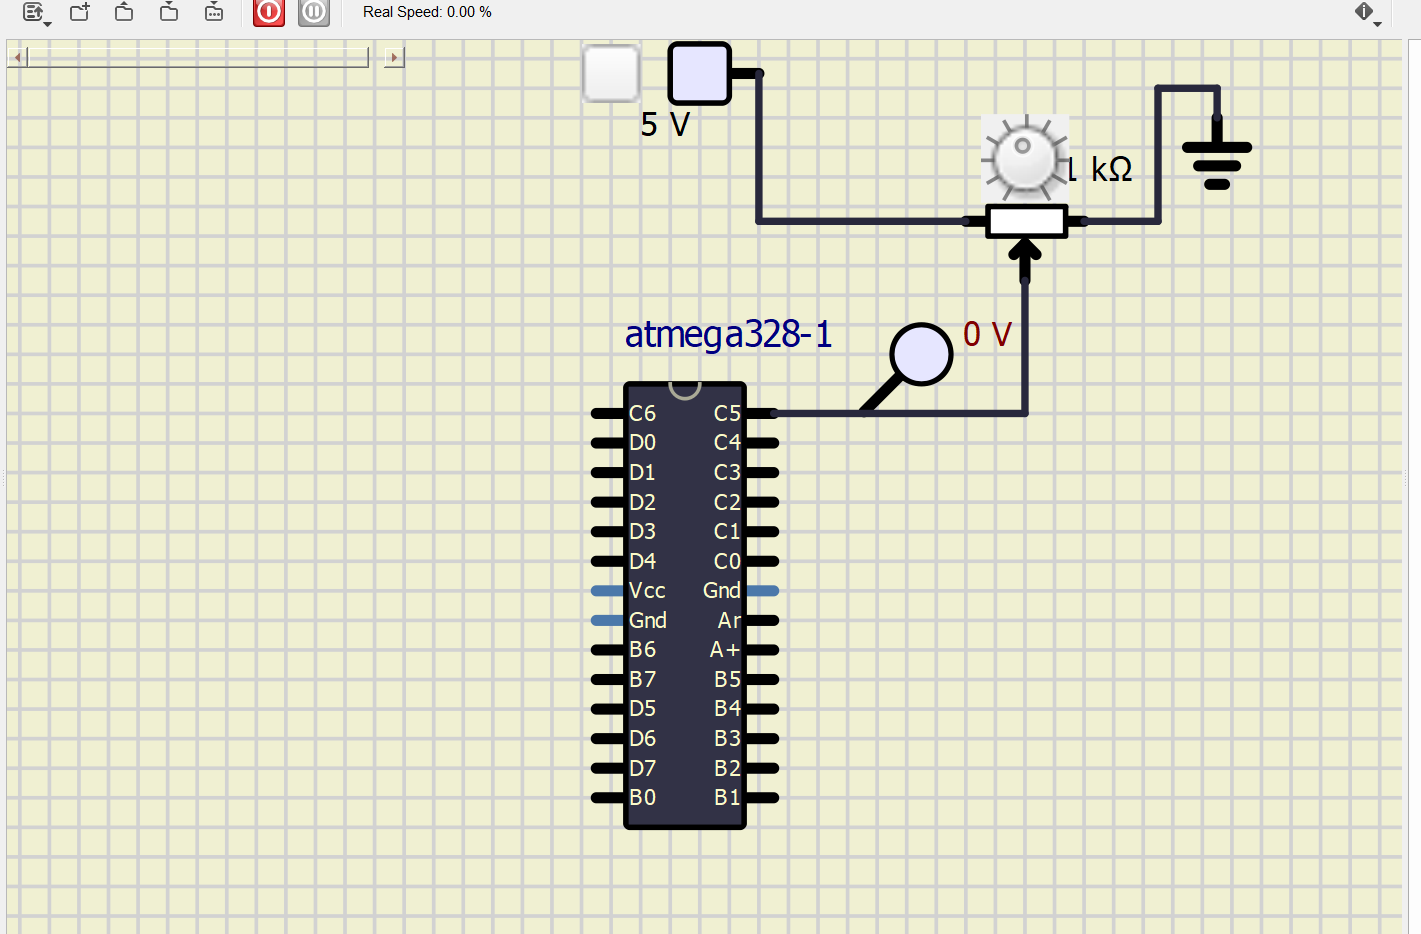 Real Speed: 0.00 %
5 V
1 kΩ
atmega328-1
0 V
C6 C5
D0 C4
D1 C3
D2 C2
D3 C1
D4 C0
Vcc Gnd
Gnd Ar
B6 A+
B7 B5
D5 B4
D6 B3
D7 B2
B0 B1